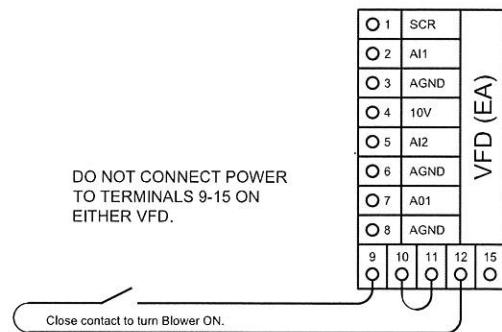 1 SCR
2 AI1
3 AGND
4 10V
5 AI2
6 AGND
7 A01
8 AGND
VFD (EA)
DO NOT CONNECT POWER
TO TERMINALS 9-15 ON
EITHER VFD.
9 10 11 12 15
Close contact to turn Blower ON.